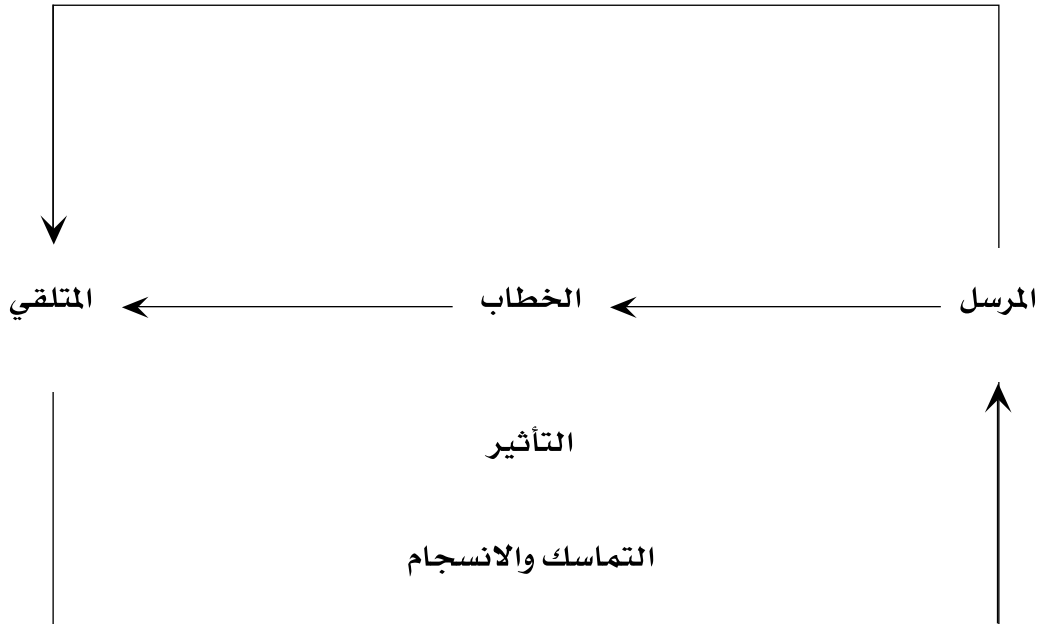 المرسل الخطاب المتلقي
التأثير
التماسك والانسجام